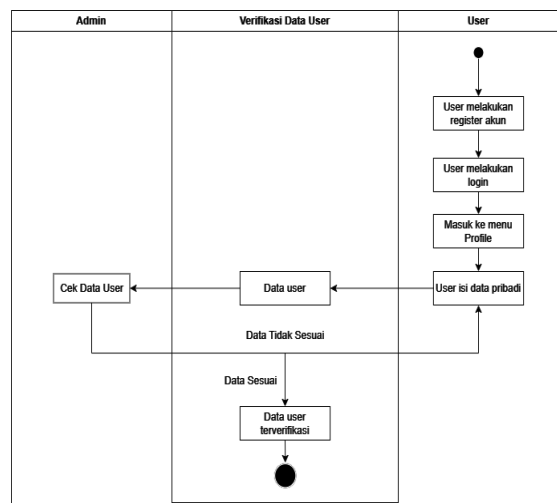 Admin
Verifikasi Data User
User
User melakukan
register akun
User melakukan
login
Masuk ke menu
Profile
Cek Data User
Data user
User isi data pribadi
Data Tidak Sesuai
Data Sesuai
Data user
terverifikasi